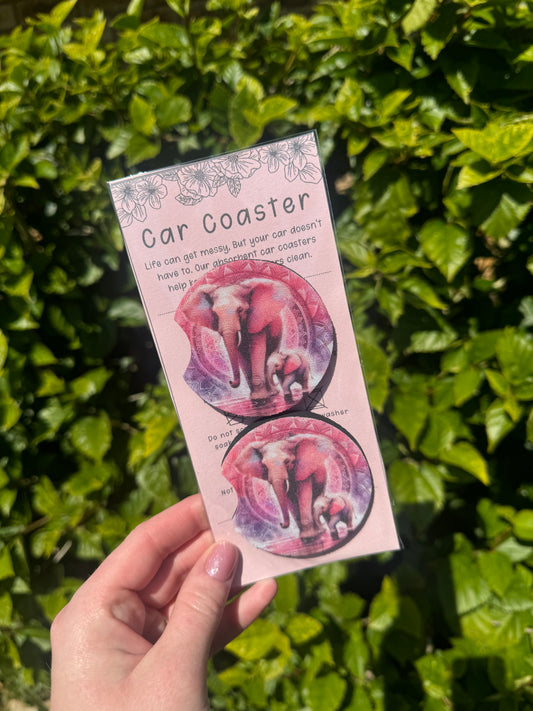 Car Coaster
Life can get messy. But your car doesn't
have to. Our absorbent car coasters
help clean.
Do not
washer
Not